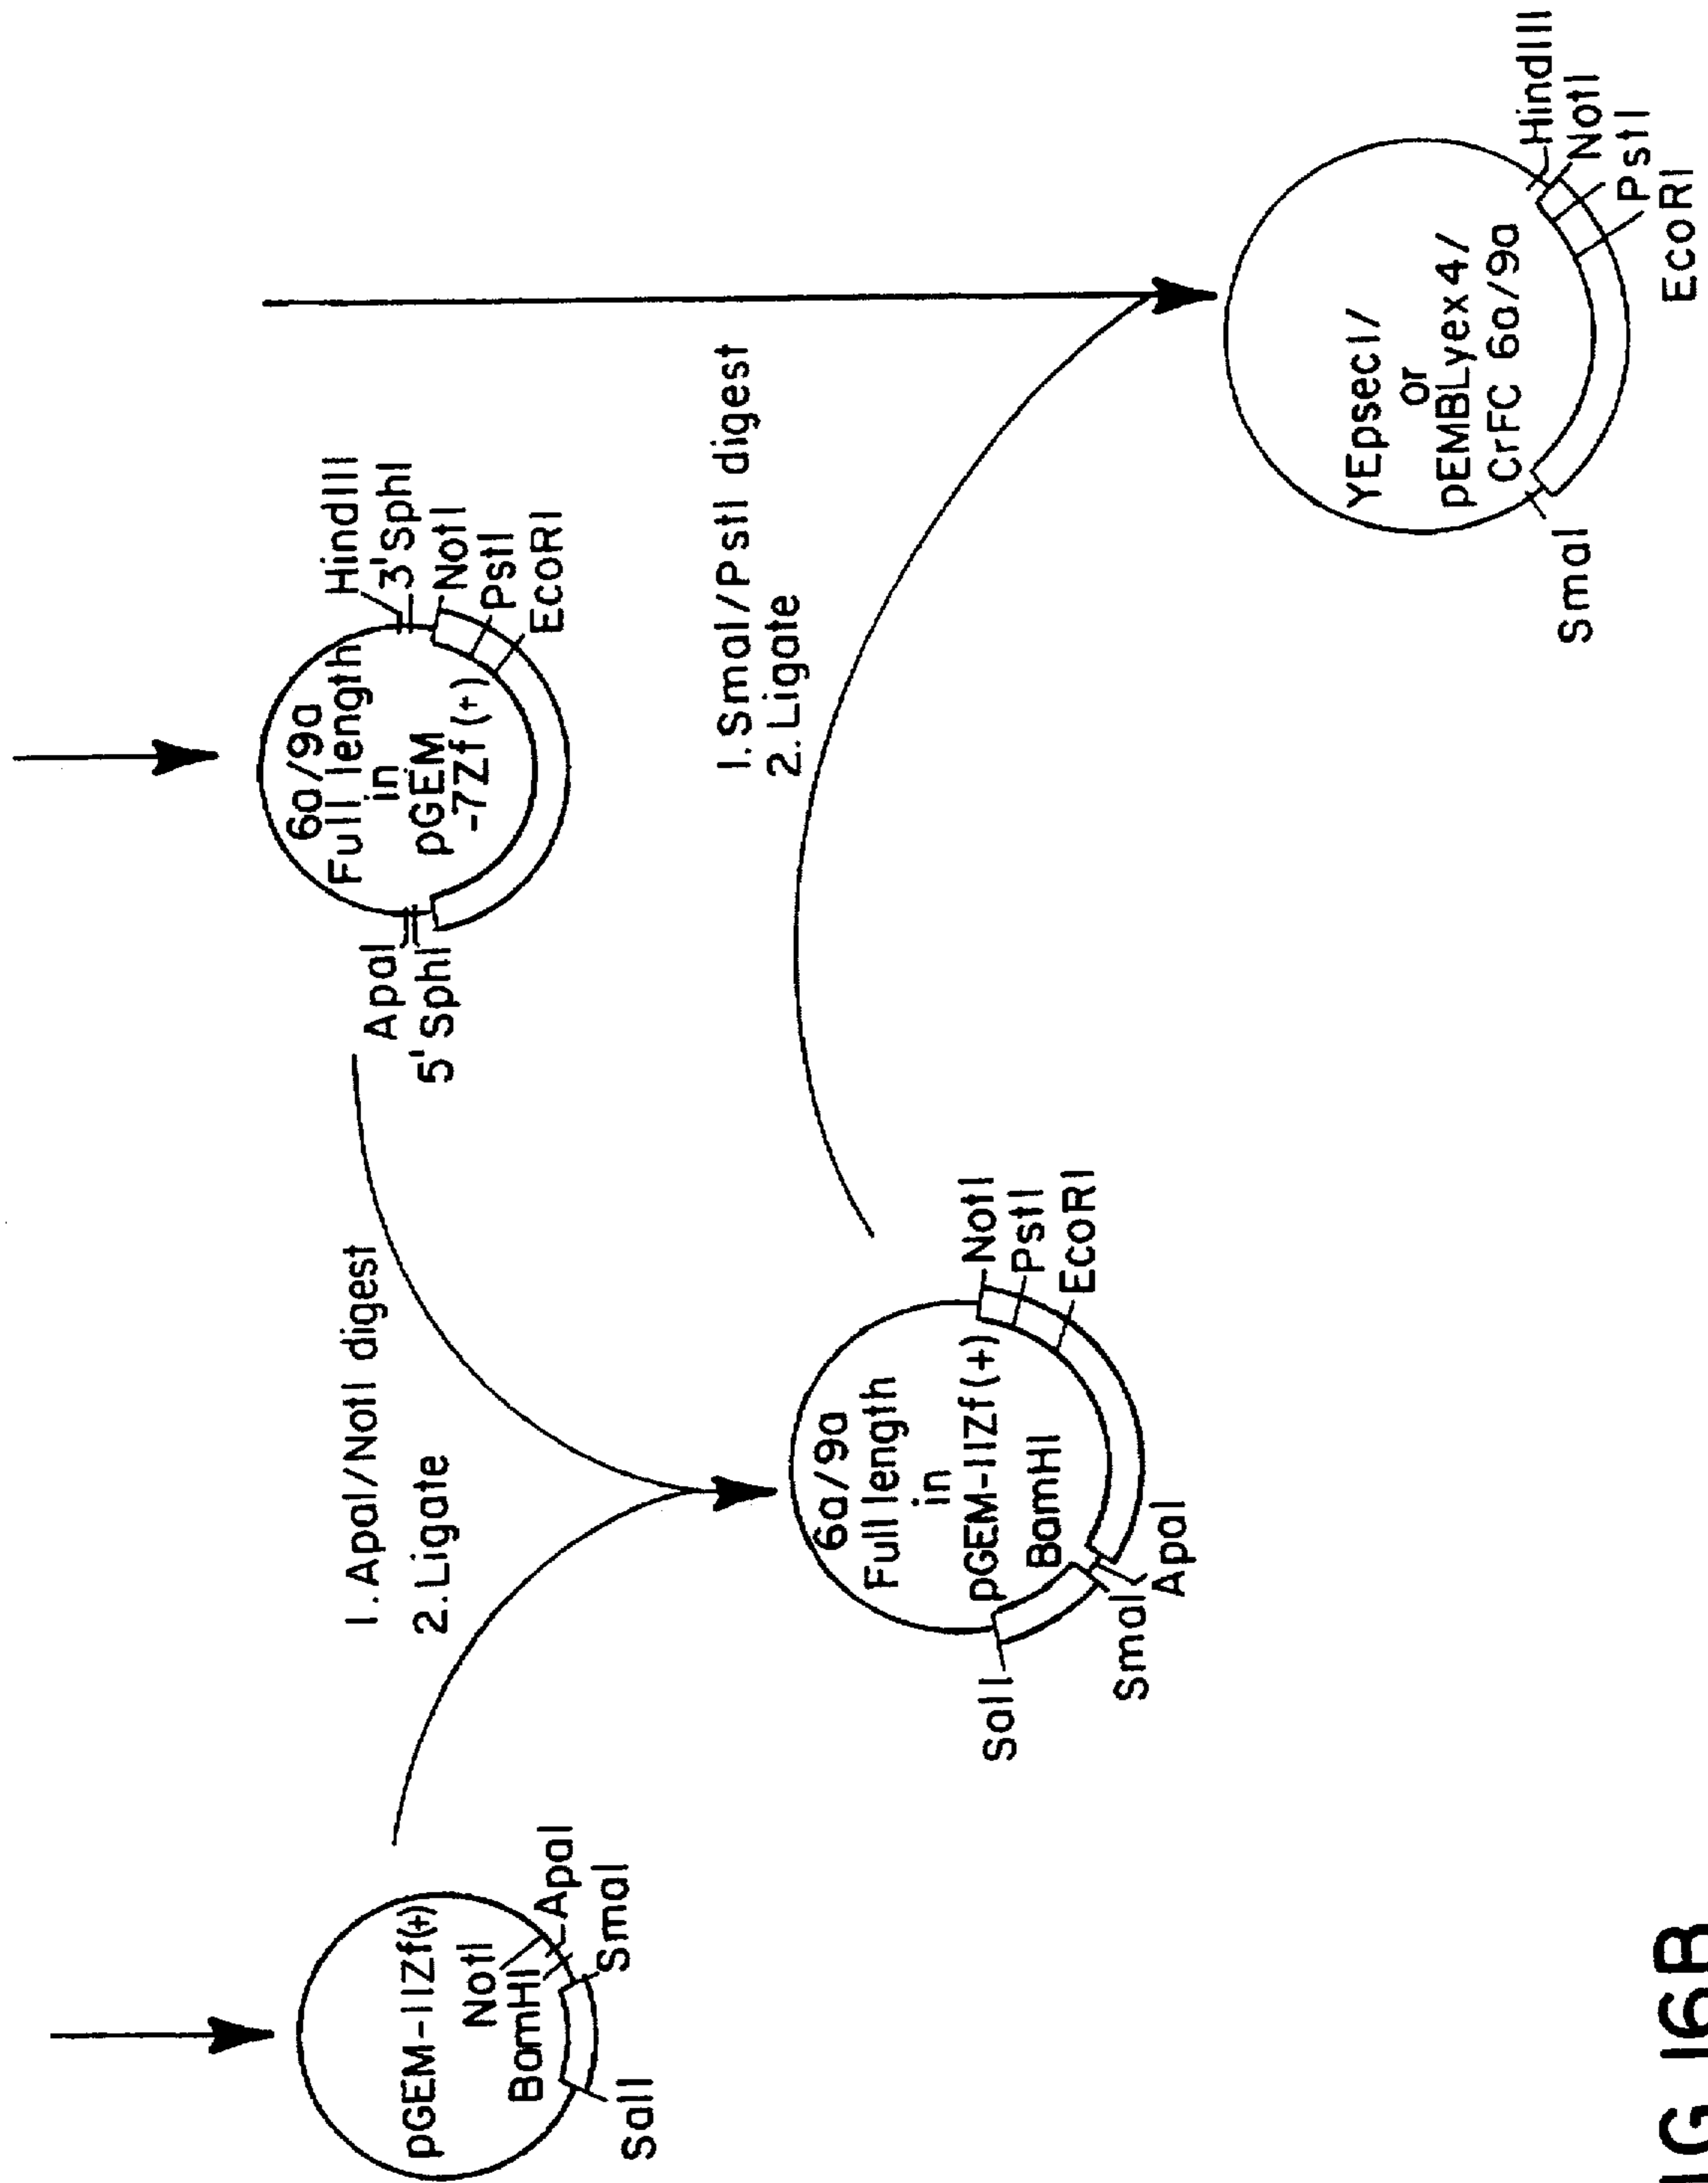 pGEM-11Zf(+)
NotI
BamHI
ApaI
SmaI
SalI
1. ApaI/NotI digest
2. Ligate
6a/9a
Full length
in
pGEM
-7Zf (+)
ApaI
5'SphI
HindIII
3'SphI
NotI
PstI
EcoRI
6a/9a
Full length
in
pGEM-11Zf(+)
BamHI
SalI
SmaI
ApaI
NotI
PstI
EcoRI
1. SmaI/PstI digest
2. Ligate
YEpsec1/
or
pEMBLyex4/
CrFC 6a/9a
SmaI
HindIII
NotI
PstI
EcoRI
IG 16B